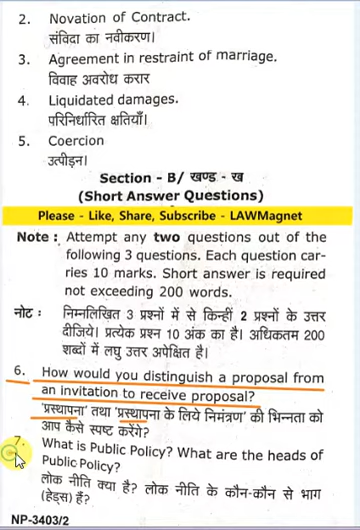 2. Novation of Contract.
संविदा का नवीकरण।
3. Agreement in restraint of marriage.
विवाह अवरोध करार
4. Liquidated damages.
परिनिर्धारित क्षतियाँ।
5. Coercion
उत्पीड़न।
Section - B/ खण्ड - ख
(Short Answer Questions)
Please - Like, Share, Subscribe - LAWMagnet
Note : Attempt any two questions out of the
following 3 questions. Each question car-
ries 10 marks. Short answer is required
not exceeding 200 words.
नोट : निम्नलिखित 3 प्रश्नों में से किन्हीं 2 प्रश्नों के उत्तर
दीजिये। प्रत्येक प्रश्न 10 अंक का है। अधिकतम 200
शब्दों में लघु उत्तर अपेक्षित है।
6. How would you distinguish a proposal from
an invitation to receive proposal?
'प्रस्थापना' तथा 'प्रस्थापना के लिये निमंत्रण' की भिन्नता को
आप कैसे स्पष्ट करेंगे?
7. What is Public Policy? What are the heads of
Public Policy?
लोक नीति क्या है? लोक नीति के कौन-कौन से भाग
(हेड्स) हैं?
NP-3403/2